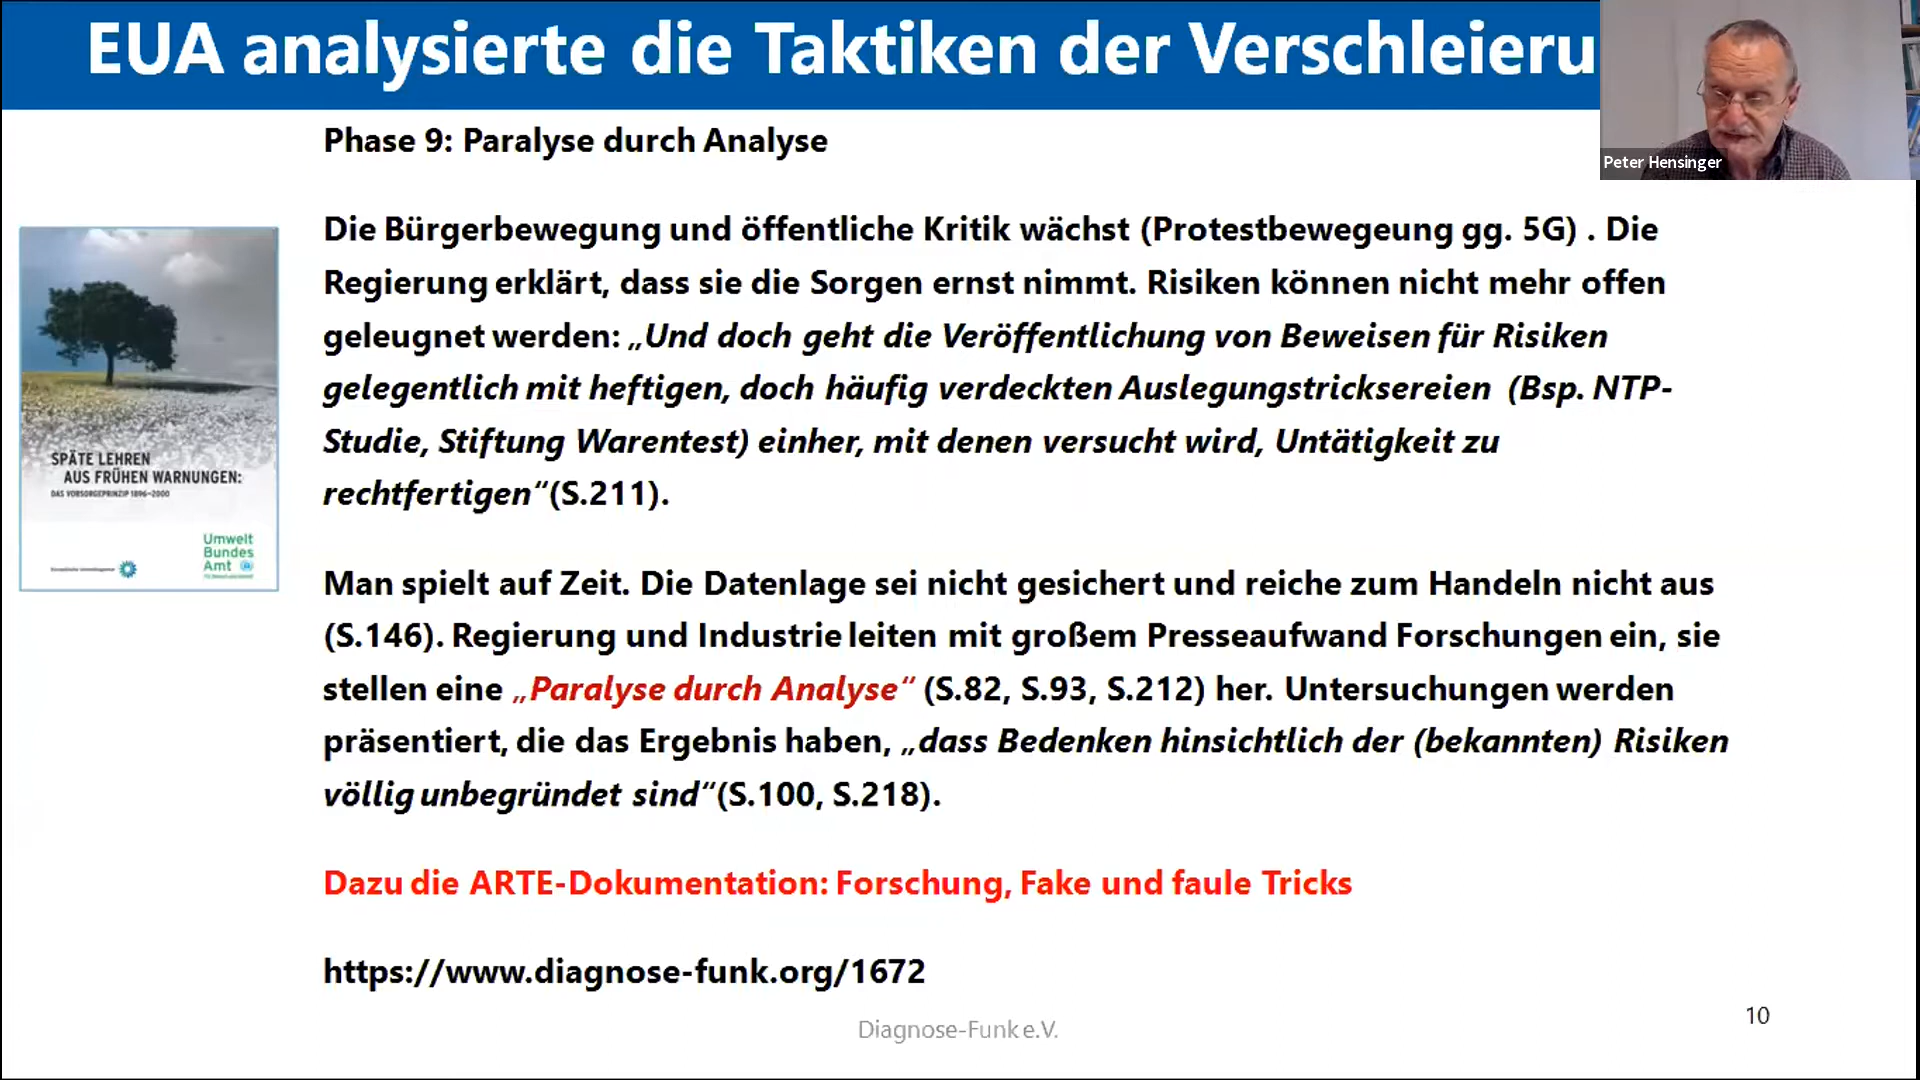 EUA analysierte die Taktiken der Verschleieru
Peter Hensinger
Phase 9: Paralyse durch Analyse
Die Bürgerbewegung und öffentliche Kritik wächst (Protestbewegeung gg. 5G) . Die
Regierung erklärt, dass sie die Sorgen ernst nimmt. Risiken können nicht mehr offen
geleugnet werden: „Und doch geht die Veröffentlichung von Beweisen für Risiken
gelegentlich mit heftigen, doch häufig verdeckten Auslegungstricksereien (Bsp. NTP-
Studie, Stiftung Warentest) einher, mit denen versucht wird, Untätigkeit zu
rechtfertigen“(S.211).
SPÄTE LEHREN
AUS FRÜHEN WARNUNGEN:
DAS VORSORGEPRINZIP 1896–2000
Umwelt
Bundes
Amt
Man spielt auf Zeit. Die Datenlage sei nicht gesichert und reiche zum Handeln nicht aus
(S.146). Regierung und Industrie leiten mit großem Presseaufwand Forschungen ein, sie
stellen eine „Paralyse durch Analyse“ (S.82, S.93, S.212) her. Untersuchungen werden
präsentiert, die das Ergebnis haben, „dass Bedenken hinsichtlich der (bekannten) Risiken
völlig unbegründet sind“(S.100, S.218).
Dazu die ARTE-Dokumentation: Forschung, Fake und faule Tricks
https://www.diagnose-funk.org/1672
Diagnose-Funk e.V.
10